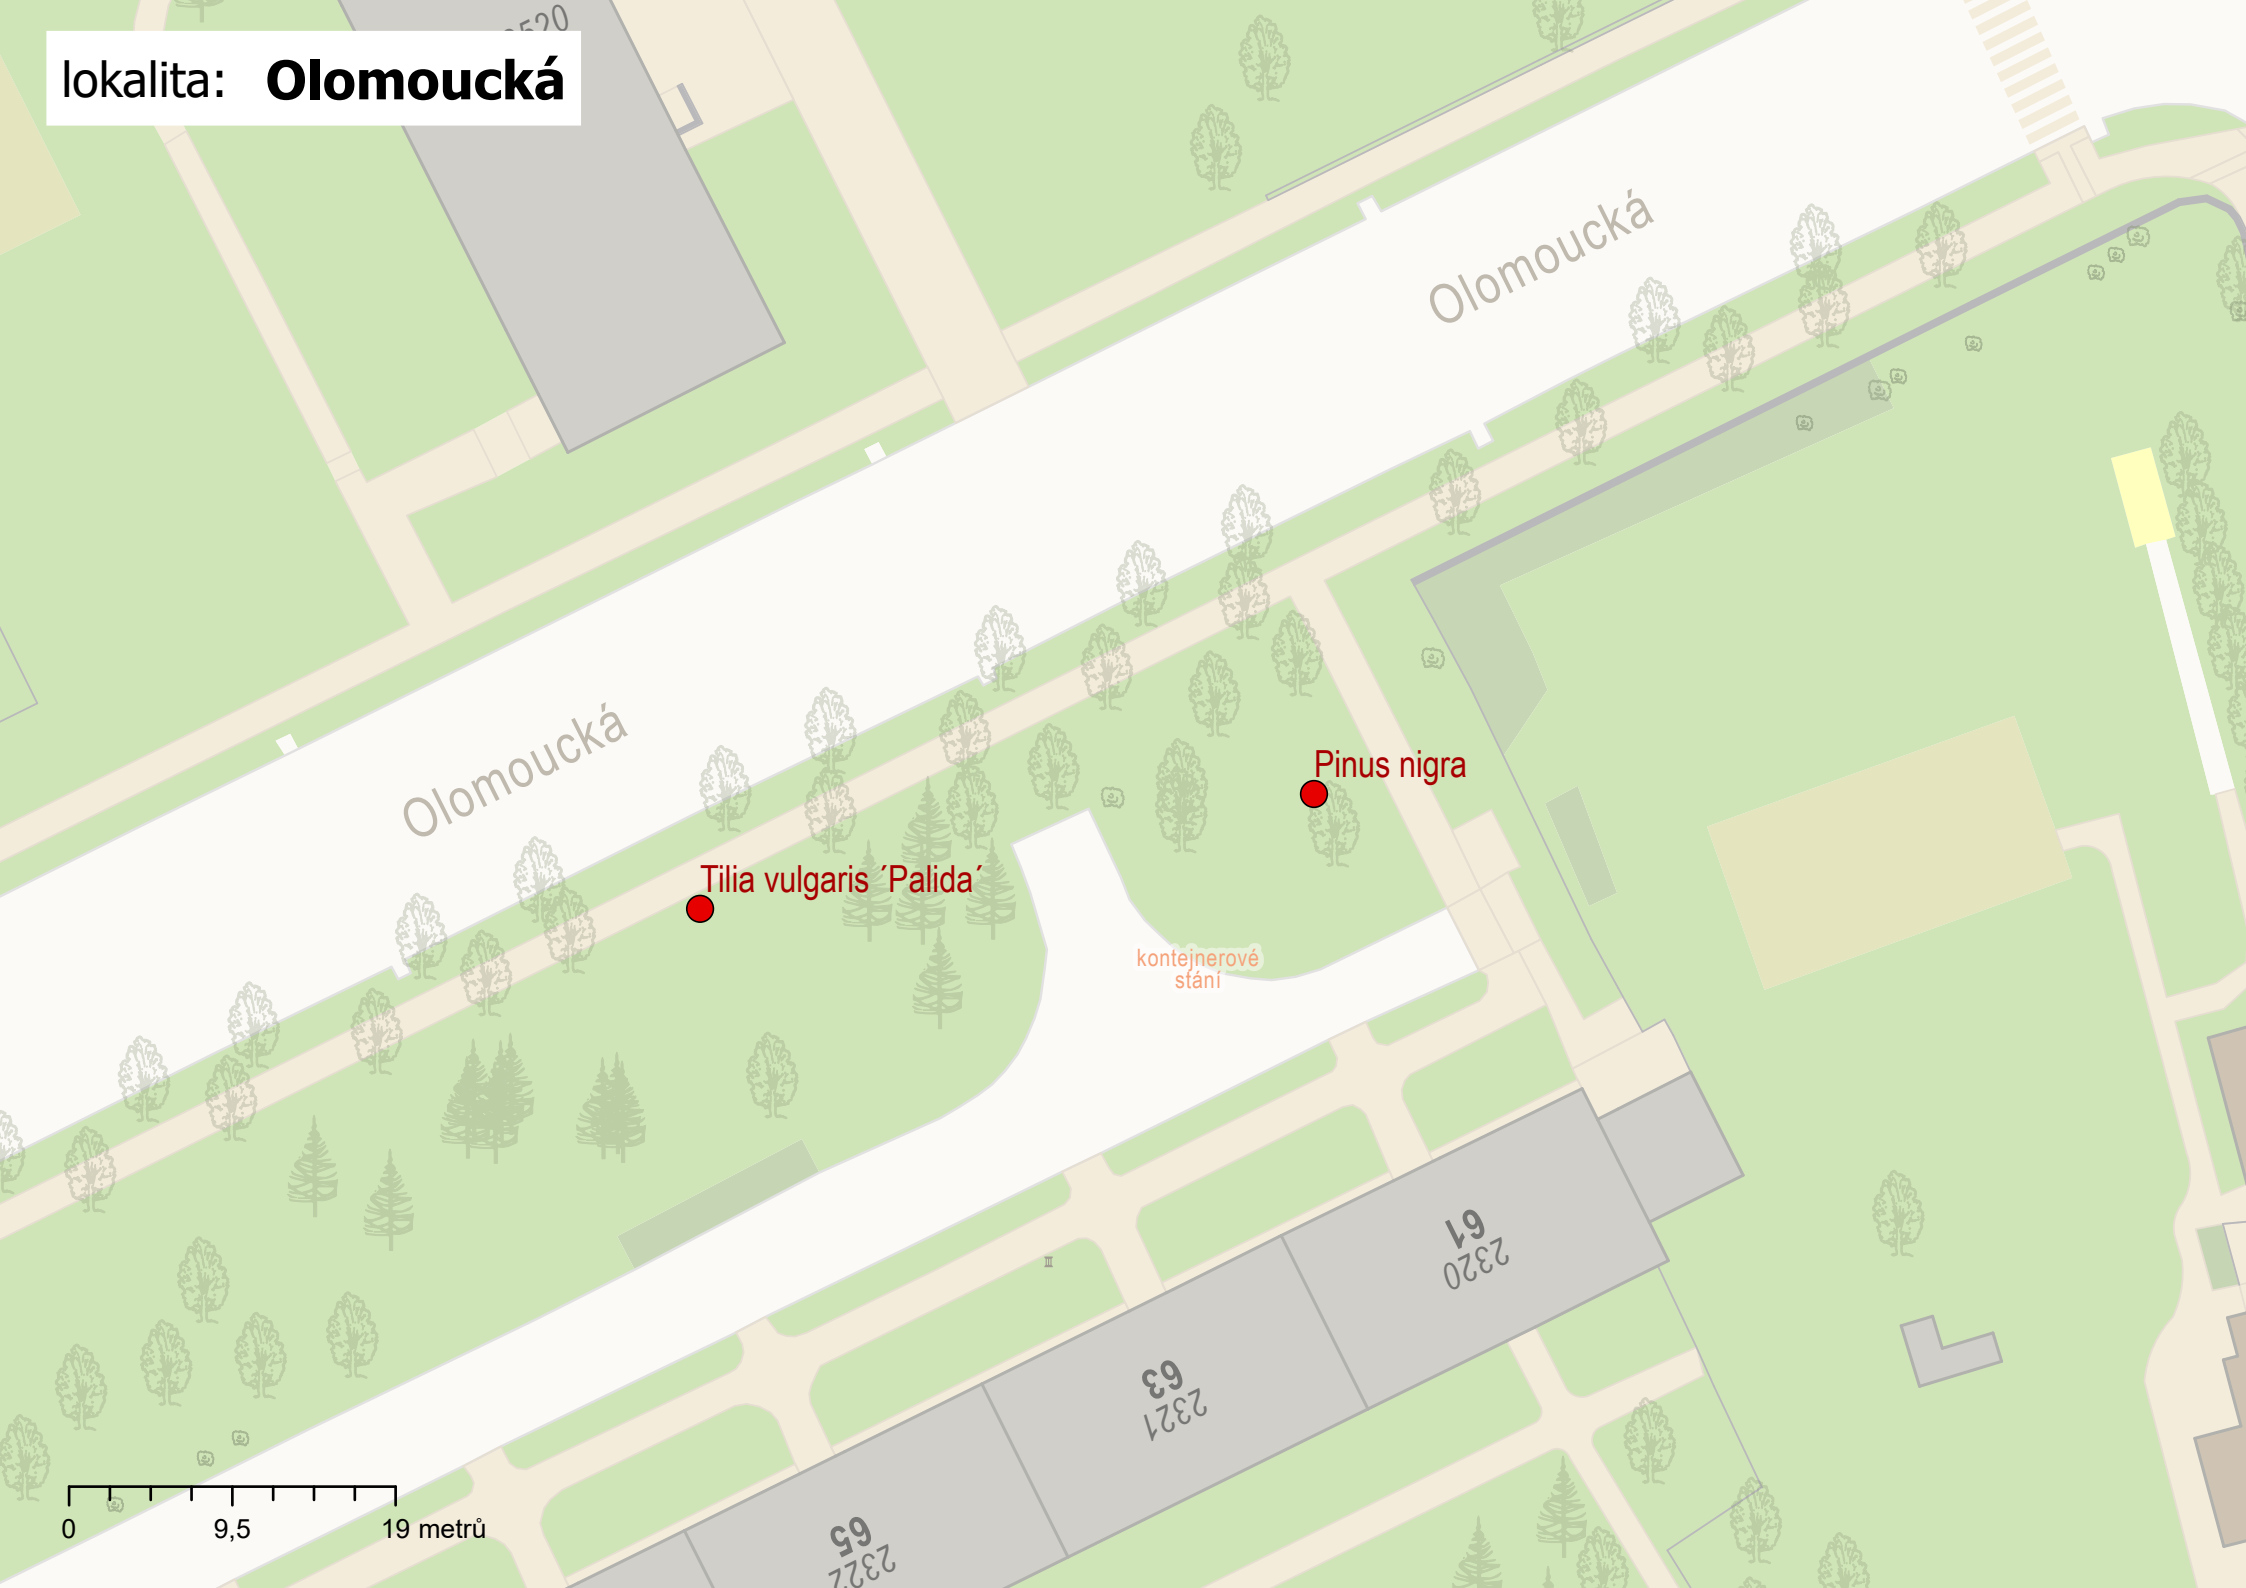 lokalita: Olomoucká
Olomoucká
Olomoucká
Pinus nigra
Tilia vulgaris ´Palida´
kontejnerové
stání
61
2320
63
2321
65
2322
0 9,5 19 metrů